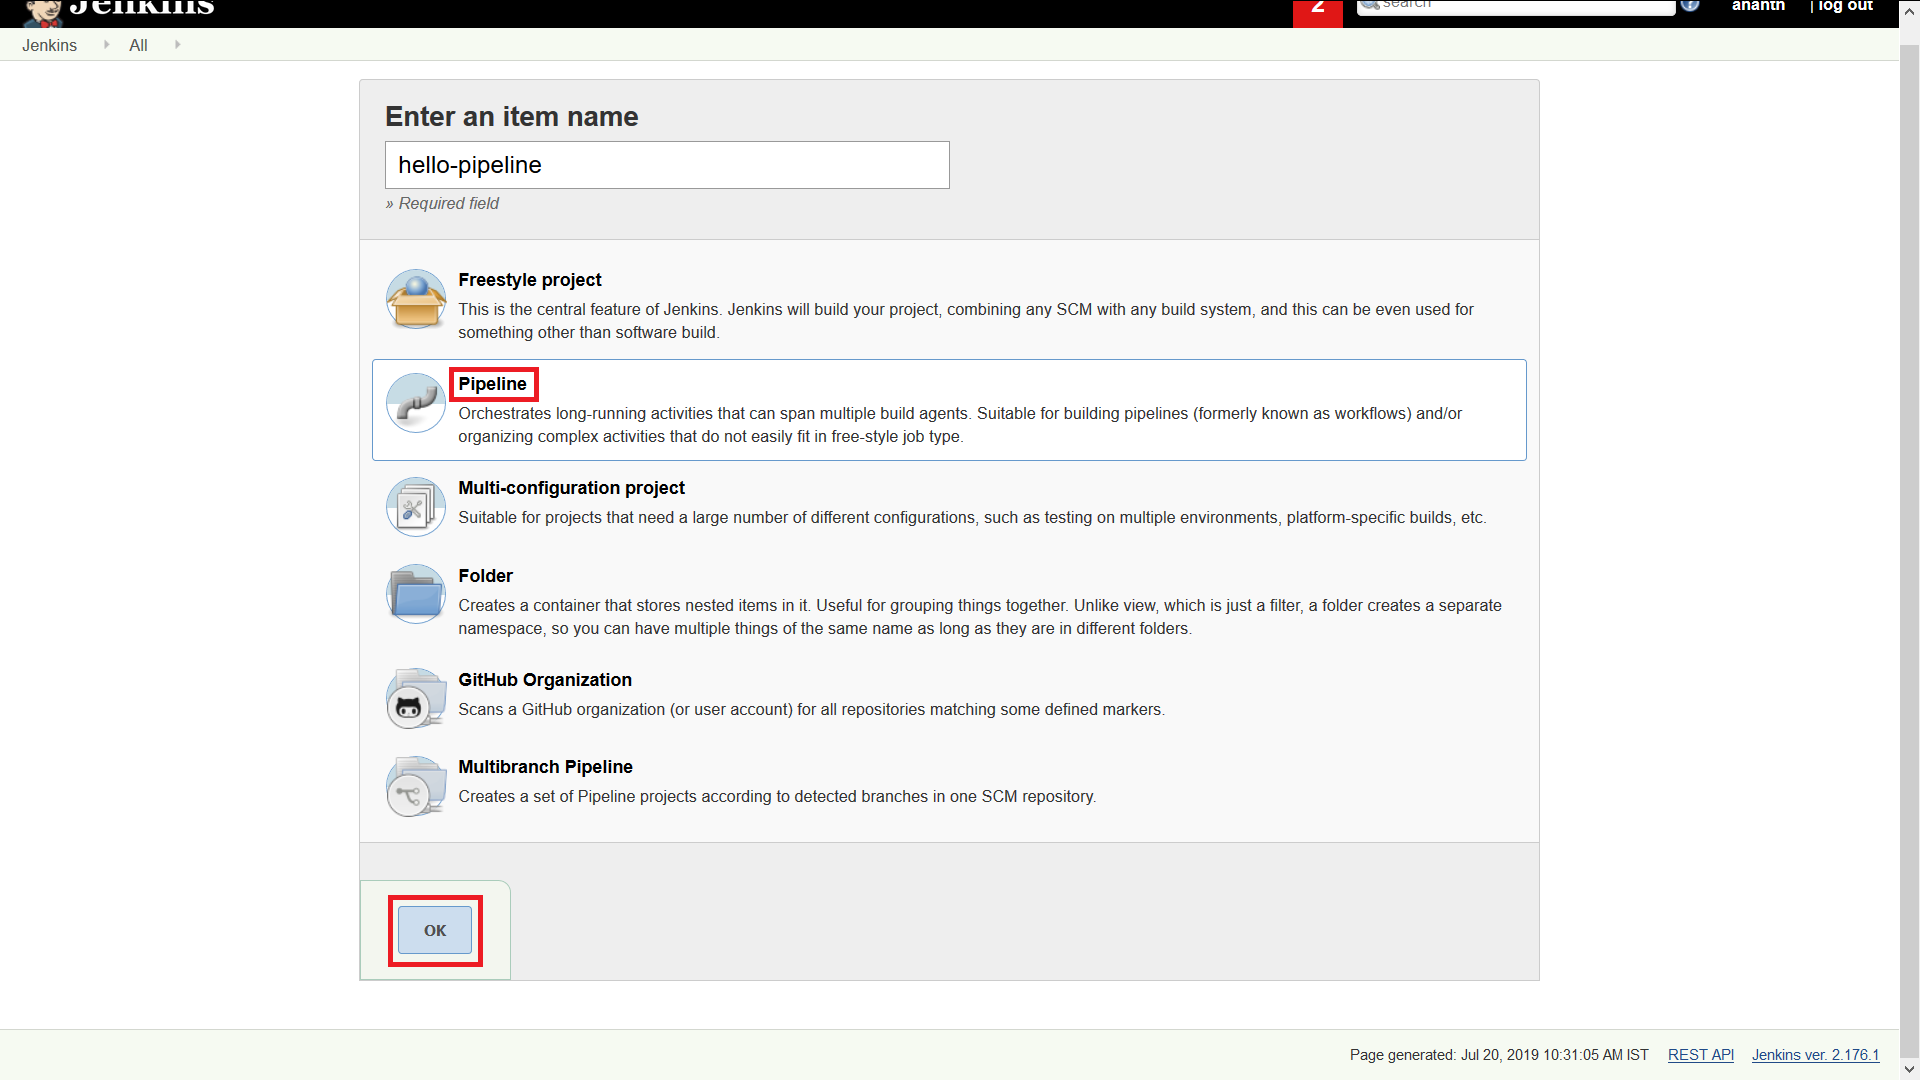 Jenkins
2
search
ananth
| log out
Jenkins
All
Enter an item name
hello-pipeline
» Required field
Freestyle project
This is the central feature of Jenkins. Jenkins will build your project, combining any SCM with any build system, and this can be even used for
something other than software build.
Pipeline
Orchestrates long-running activities that can span multiple build agents. Suitable for building pipelines (formerly known as workflows) and/or
organizing complex activities that do not easily fit in free-style job type.
Multi-configuration project
Suitable for projects that need a large number of different configurations, such as testing on multiple environments, platform-specific builds, etc.
Folder
Creates a container that stores nested items in it. Useful for grouping things together. Unlike view, which is just a filter, a folder creates a separate
namespace, so you can have multiple things of the same name as long as they are in different folders.
GitHub Organization
Scans a GitHub organization (or user account) for all repositories matching some defined markers.
Multibranch Pipeline
Creates a set of Pipeline projects according to detected branches in one SCM repository.
OK
Page generated: Jul 20, 2019 10:31:05 AM IST
REST API
Jenkins ver. 2.176.1